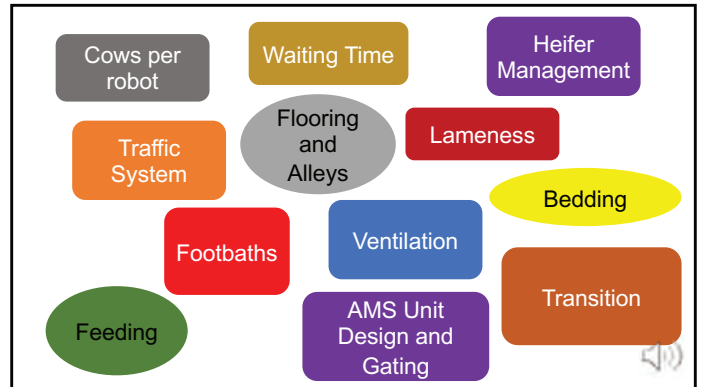 Cows per
robot
Waiting Time
Heifer
Management
Flooring
and
Alleys
Lameness
Traffic
System
Bedding
Footbaths
Ventilation
Transition
Feeding
AMS Unit
Design and
Gating